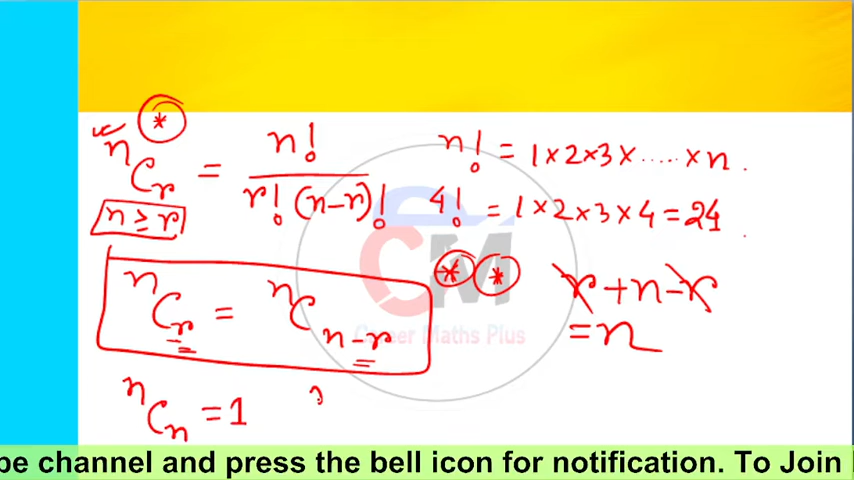 *
ⁿCᵣ = n! / r! (n-r)!
n ≥ r
n! = 1×2×3×.....×n.
4! = 1×2×3×4=24.
ⁿCᵣ = ⁿCₙ₋ᵣ
* *
r+n-r
=n
CM
Career Maths Plus
ⁿCₙ = 1
be channel and press the bell icon for notification. To Join